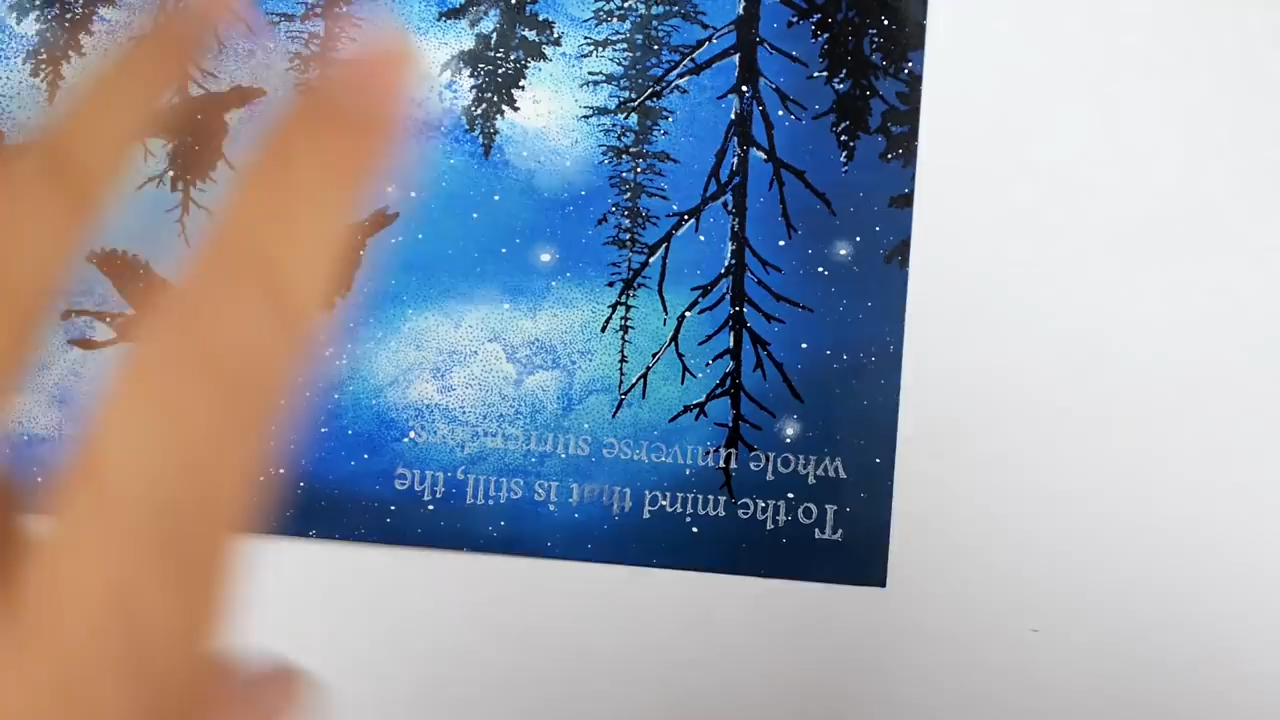 To the mind that is still, the
whole universe surrenders.